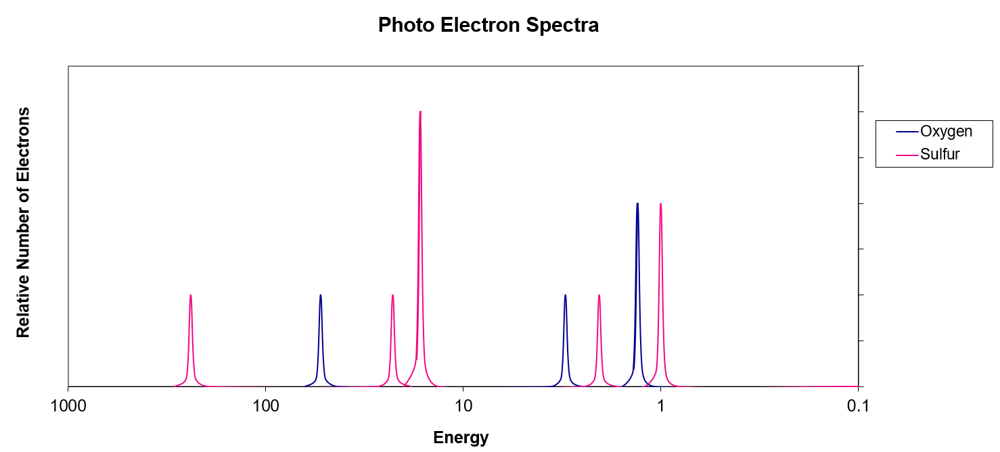 Photo Electron Spectra
Relative Number of Electrons
Oxygen
Sulfur
1000 100 10 1 0.1
Energy